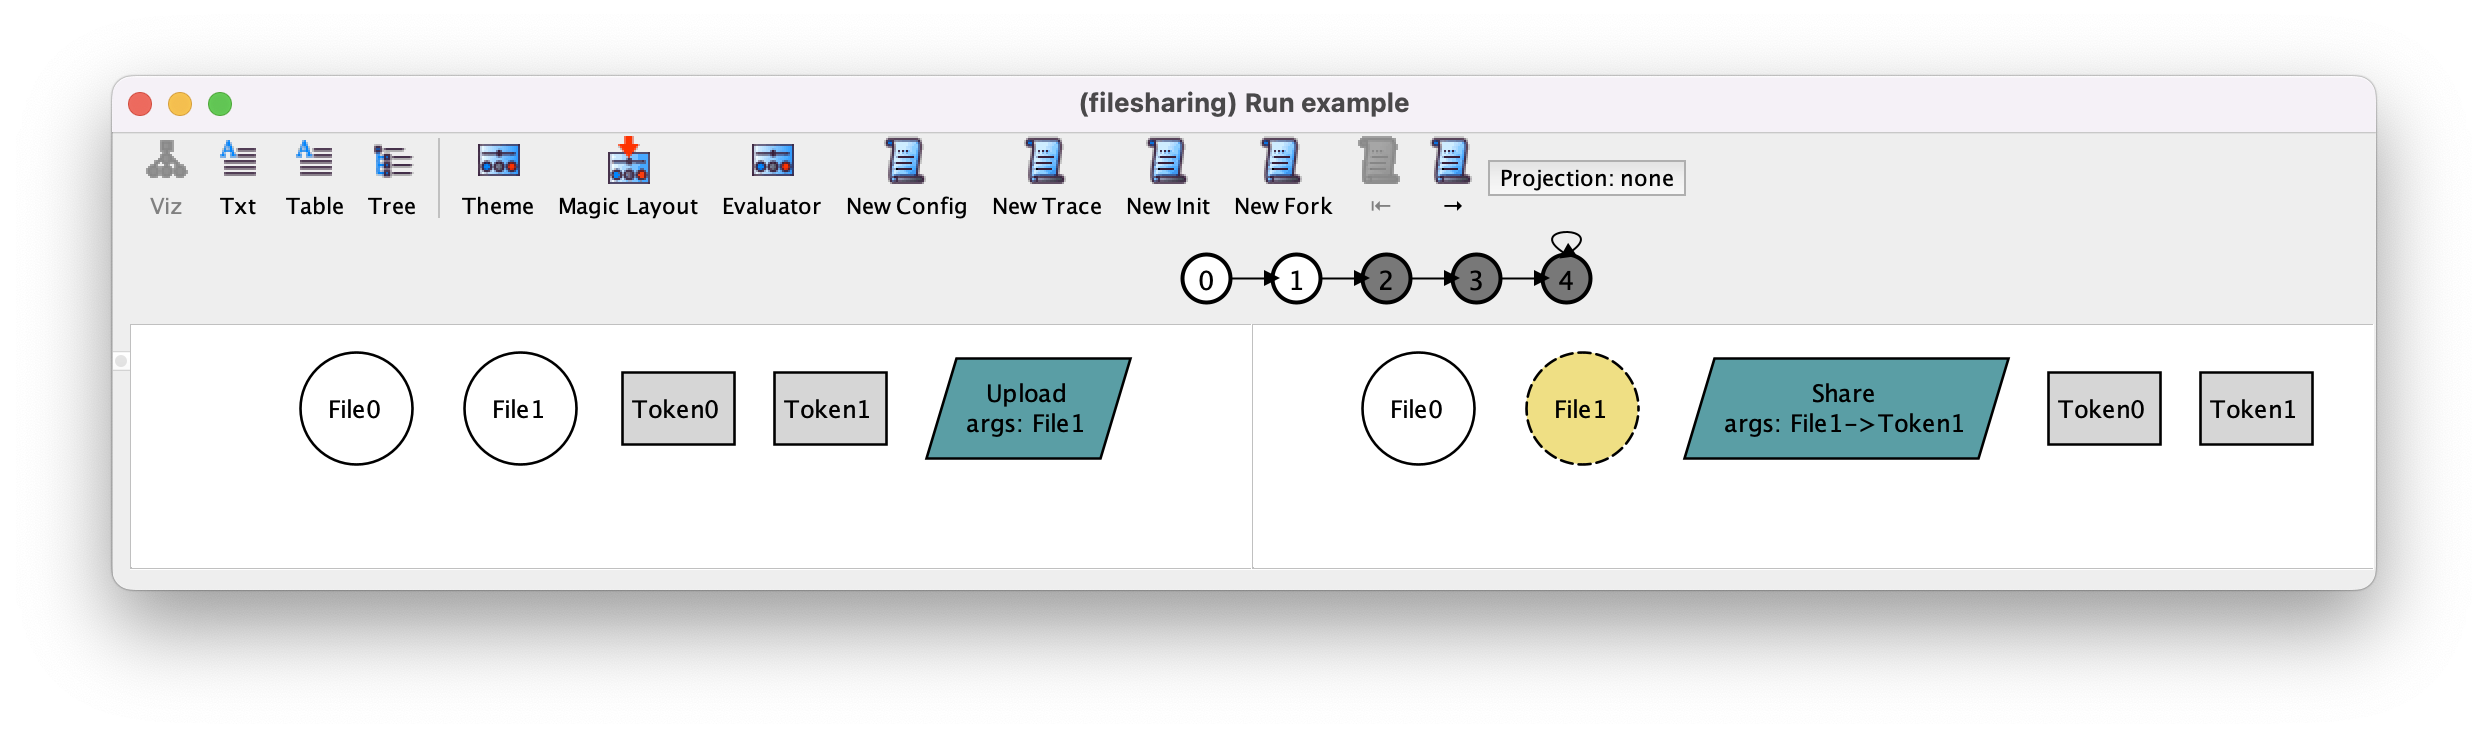 (filesharing) Run example
Viz Txt Table Tree Theme Magic Layout Evaluator New Config New Trace New Init New Fork ⇤ → Projection: none
0 1 2 3 4
File0 File1 Token0 Token1 Upload
args: File1
File0 File1 Share
args: File1->Token1 Token0 Token1